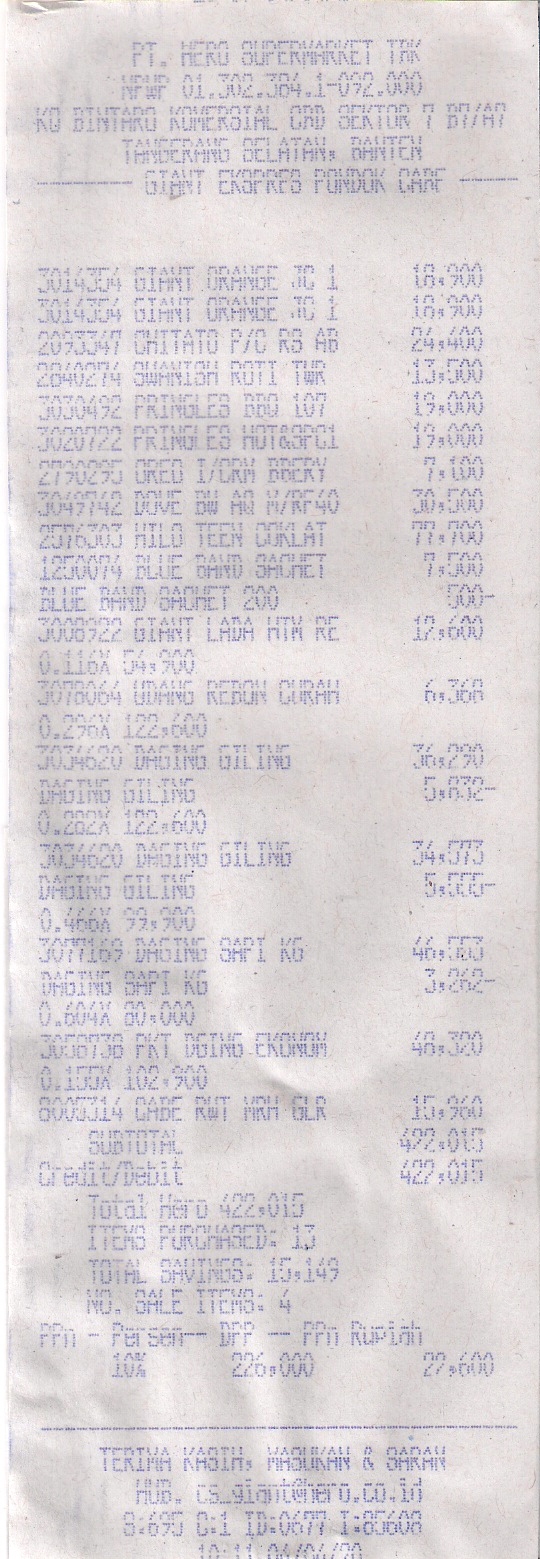 PT. HERO SUPERMARKET TBK
NPWP 01.302.384.1-092.000
KO BINTARO KOMERSIAL CBD SEKTOR 7 B7/A7
TANGERANG SELATAN, BANTEN
GIANT EKSPRES PONDOK CABE
3014354 GIANT ORANGE JC 1 18,900
3014354 GIANT ORANGE JC 1 18,900
2093347 CHITATO P/C RS AB 24,400
2840274 SWANISH ROTI TWR 13,500
3030492 PRINGLES BBQ 107 19,000
3020722 PRINGLES HOT&SPC1 19,000
2790295 OREO I/CRM BBERY 7,100
3049742 DOVE BW AQ M/RF40 30,500
2576303 HILO TEEN COKLAT 77,700
1250074 BLUE BAND SACHET 7,500
BLUE BAND SACHET 200 500-
3008922 GIANT LADA HTM RE 12,600
0.116X 54,900
3078064 UDANG REBON CURAH 6,368
0.296X 122,600
3034620 DAGING GILING 36,290
DAGING GILING 5,832-
0.282X 122,600
3034620 DAGING GILING 34,573
DAGING GILING 5,555-
0.466X 99,900
3077169 DAGING SAPI KG 46,553
DAGING SAPI KG 3,262-
0.604X 80,000
3058738 PKT DGING EKONOM 48,320
0.155X 102,900
8005314 CABE RWT MRH GLR 15,960
SUBTOTAL 422,015
Credit/Debit 422,015
Total Hero 422,015
ITEMS PURCHASED: 13
TOTAL SAVINGS: 15,149
NO. SALE ITEMS: 4
PPn - Persen-- DPP -- PPn Rupiah
10% 226,000 22,600
TERIMA KASIH, MASUKAN & SARAN
HUB. cs_giant@hero.co.id
S:695 C:1 ID:0677 I:85608